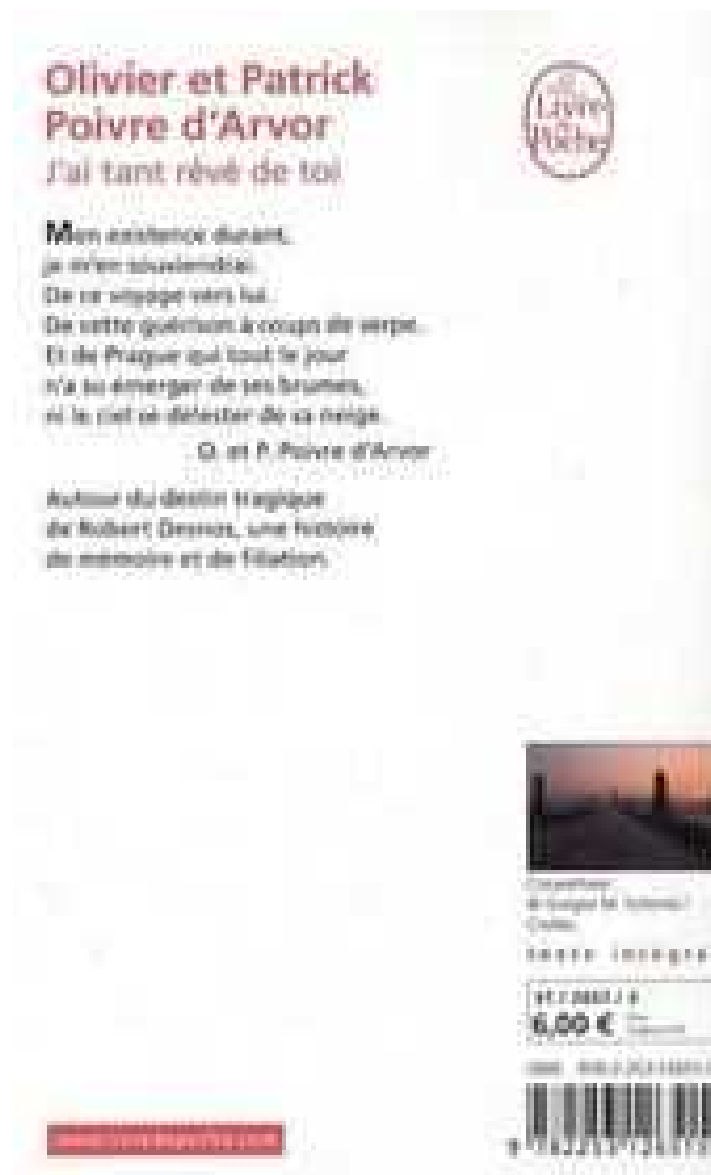 Olivier et Patrick
Poivre d'Arvor
J'ai tant rêvé de toi
Le
Livre
de
Poche
Mon existence durant,
je m'en souviendrai.
De ce voyage vers lui.
De cette guérison à coups de serpe.
Et de Prague qui tout le jour
n'a su émerger de ses brumes,
ni le ciel se délester de sa neige.
O. et P. Poivre d'Arvor
Autour du destin tragique
de Robert Desnos, une histoire
de mémoire et de filiation.
Couverture :
texte intégra
6,00 €